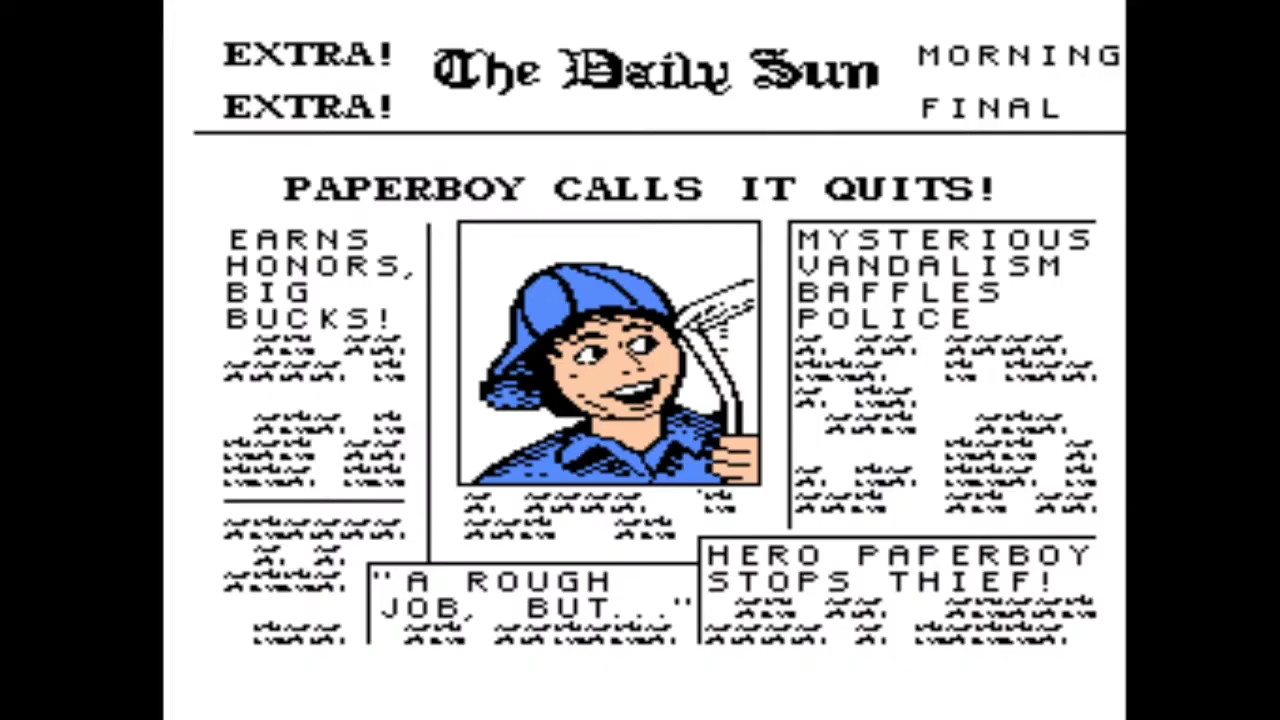 EXTRA! The Daily Sun MORNING
EXTRA! FINAL
PAPERBOY CALLS IT QUITS!
EARNS
HONORS,
BIG
BUCKS!
MYSTERIOUS
VANDALISM
BAFFLES
POLICE
"A ROUGH
JOB, BUT..."
HERO PAPERBOY
STOPS THIEF!